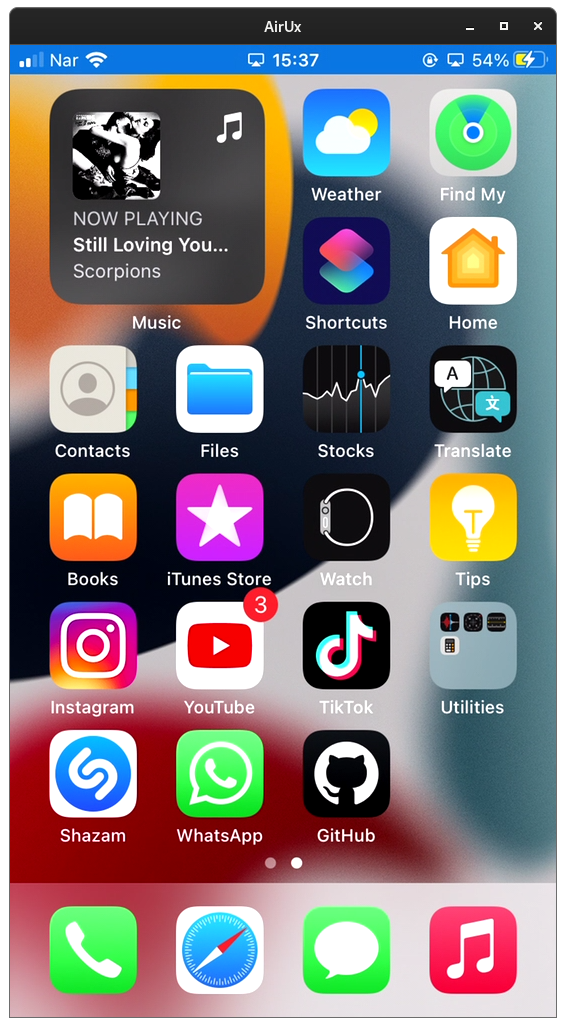 AirUx
Nar 15:37 54%
NOW PLAYING
Still Loving You...
Scorpions
Music
Weather
Find My
Shortcuts
Home
A
文
Contacts
Files
Stocks
Translate
T
Books
iTunes Store
Watch
Tips
3
Instagram
YouTube
TikTok
Utilities
Shazam
WhatsApp
GitHub